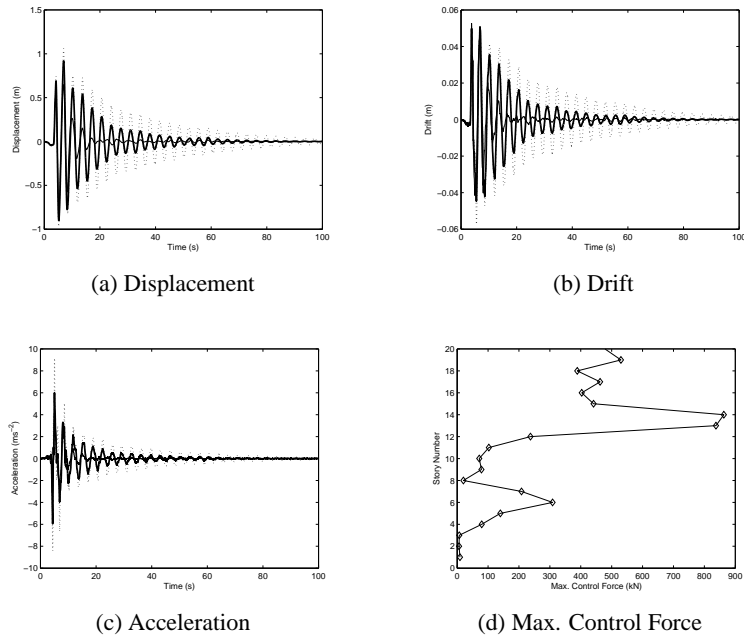 1.5
1
0.5
0
−0.5
−1
Displacement (m)
0 20 40 60 80 100
Time (s)
(a) Displacement
0.06
0.04
0.02
0
−0.02
−0.04
−0.06
Drift (m)
0 20 40 60 80 100
Time (s)
(b) Drift
10
8
6
4
2
0
−2
−4
−6
−8
−10
Acceleration (ms⁻²)
0 20 40 60 80 100
Time (s)
(c) Acceleration
20
18
16
14
12
10
8
6
4
2
0
Story Number
0 100 200 300 400 500 600 700 800 900
Max. Control Force (kN)
(d) Max. Control Force